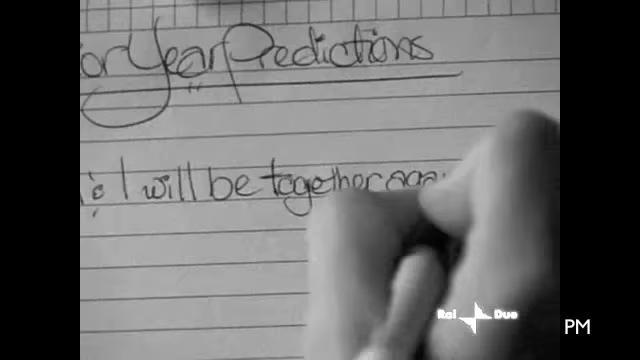 or Year Predictions
I will be together
Rai Due
PM